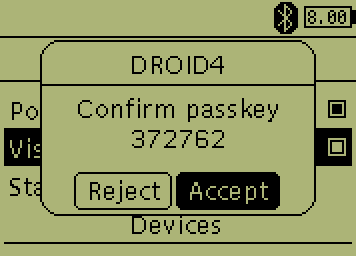 8.00
DROID4
Confirm passkey
372762
Po
Vis
Sta
Reject Accept
Devices